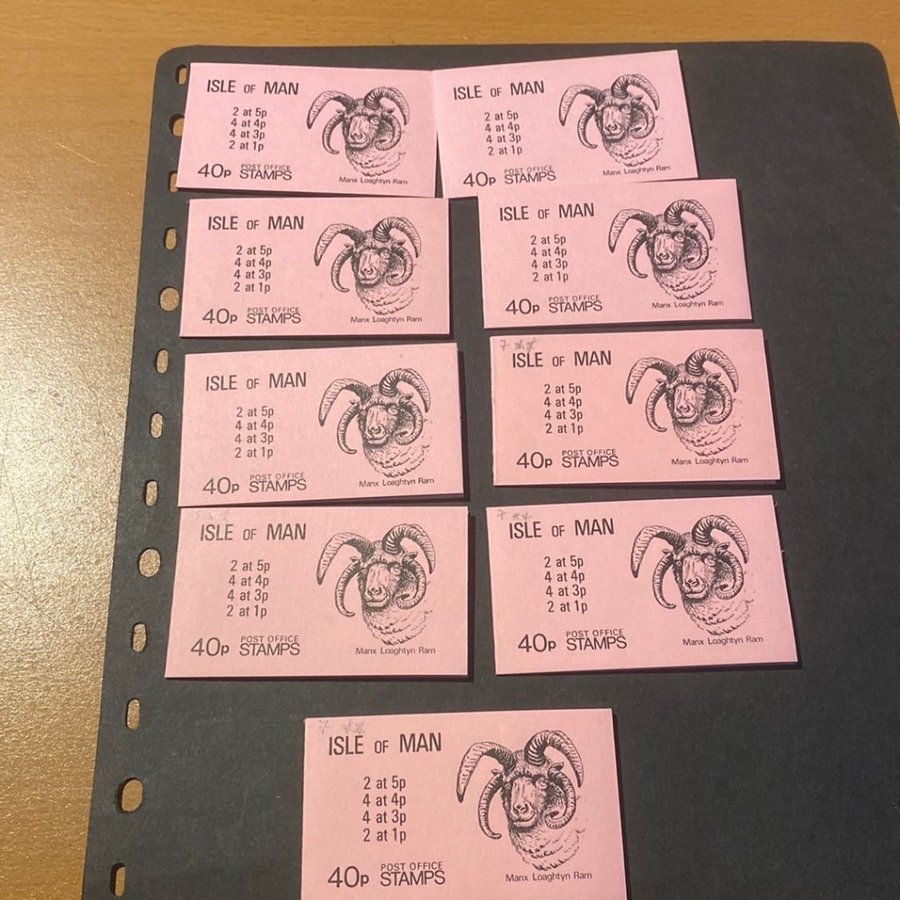 ISLE OF MAN
2 at 5p
4 at 4p
4 at 3p
2 at 1p
40p POST OFFICE STAMPS
Manx Loaghtyn Ram
ISLE OF MAN
2 at 5p
4 at 4p
4 at 3p
2 at 1p
40p POST OFFICE STAMPS
Manx Loaghtyn Ram
ISLE OF MAN
2 at 5p
4 at 4p
4 at 3p
2 at 1p
40p POST OFFICE STAMPS
Manx Loaghtyn Ram
ISLE OF MAN
2 at 5p
4 at 4p
4 at 3p
2 at 1p
40p POST OFFICE STAMPS
Manx Loaghtyn Ram
ISLE OF MAN
2 at 5p
4 at 4p
4 at 3p
2 at 1p
40p POST OFFICE STAMPS
Manx Loaghtyn Ram
7 **
ISLE OF MAN
2 at 5p
4 at 4p
4 at 3p
2 at 1p
40p POST OFFICE STAMPS
Manx Loaghtyn Ram
ISLE OF MAN
2 at 5p
4 at 4p
4 at 3p
2 at 1p
40p POST OFFICE STAMPS
Manx Loaghtyn Ram
7 **
ISLE OF MAN
2 at 5p
4 at 4p
4 at 3p
2 at 1p
40p POST OFFICE STAMPS
Manx Loaghtyn Ram
7 **
ISLE OF MAN
2 at 5p
4 at 4p
4 at 3p
2 at 1p
40p POST OFFICE STAMPS
Manx Loaghtyn Ram